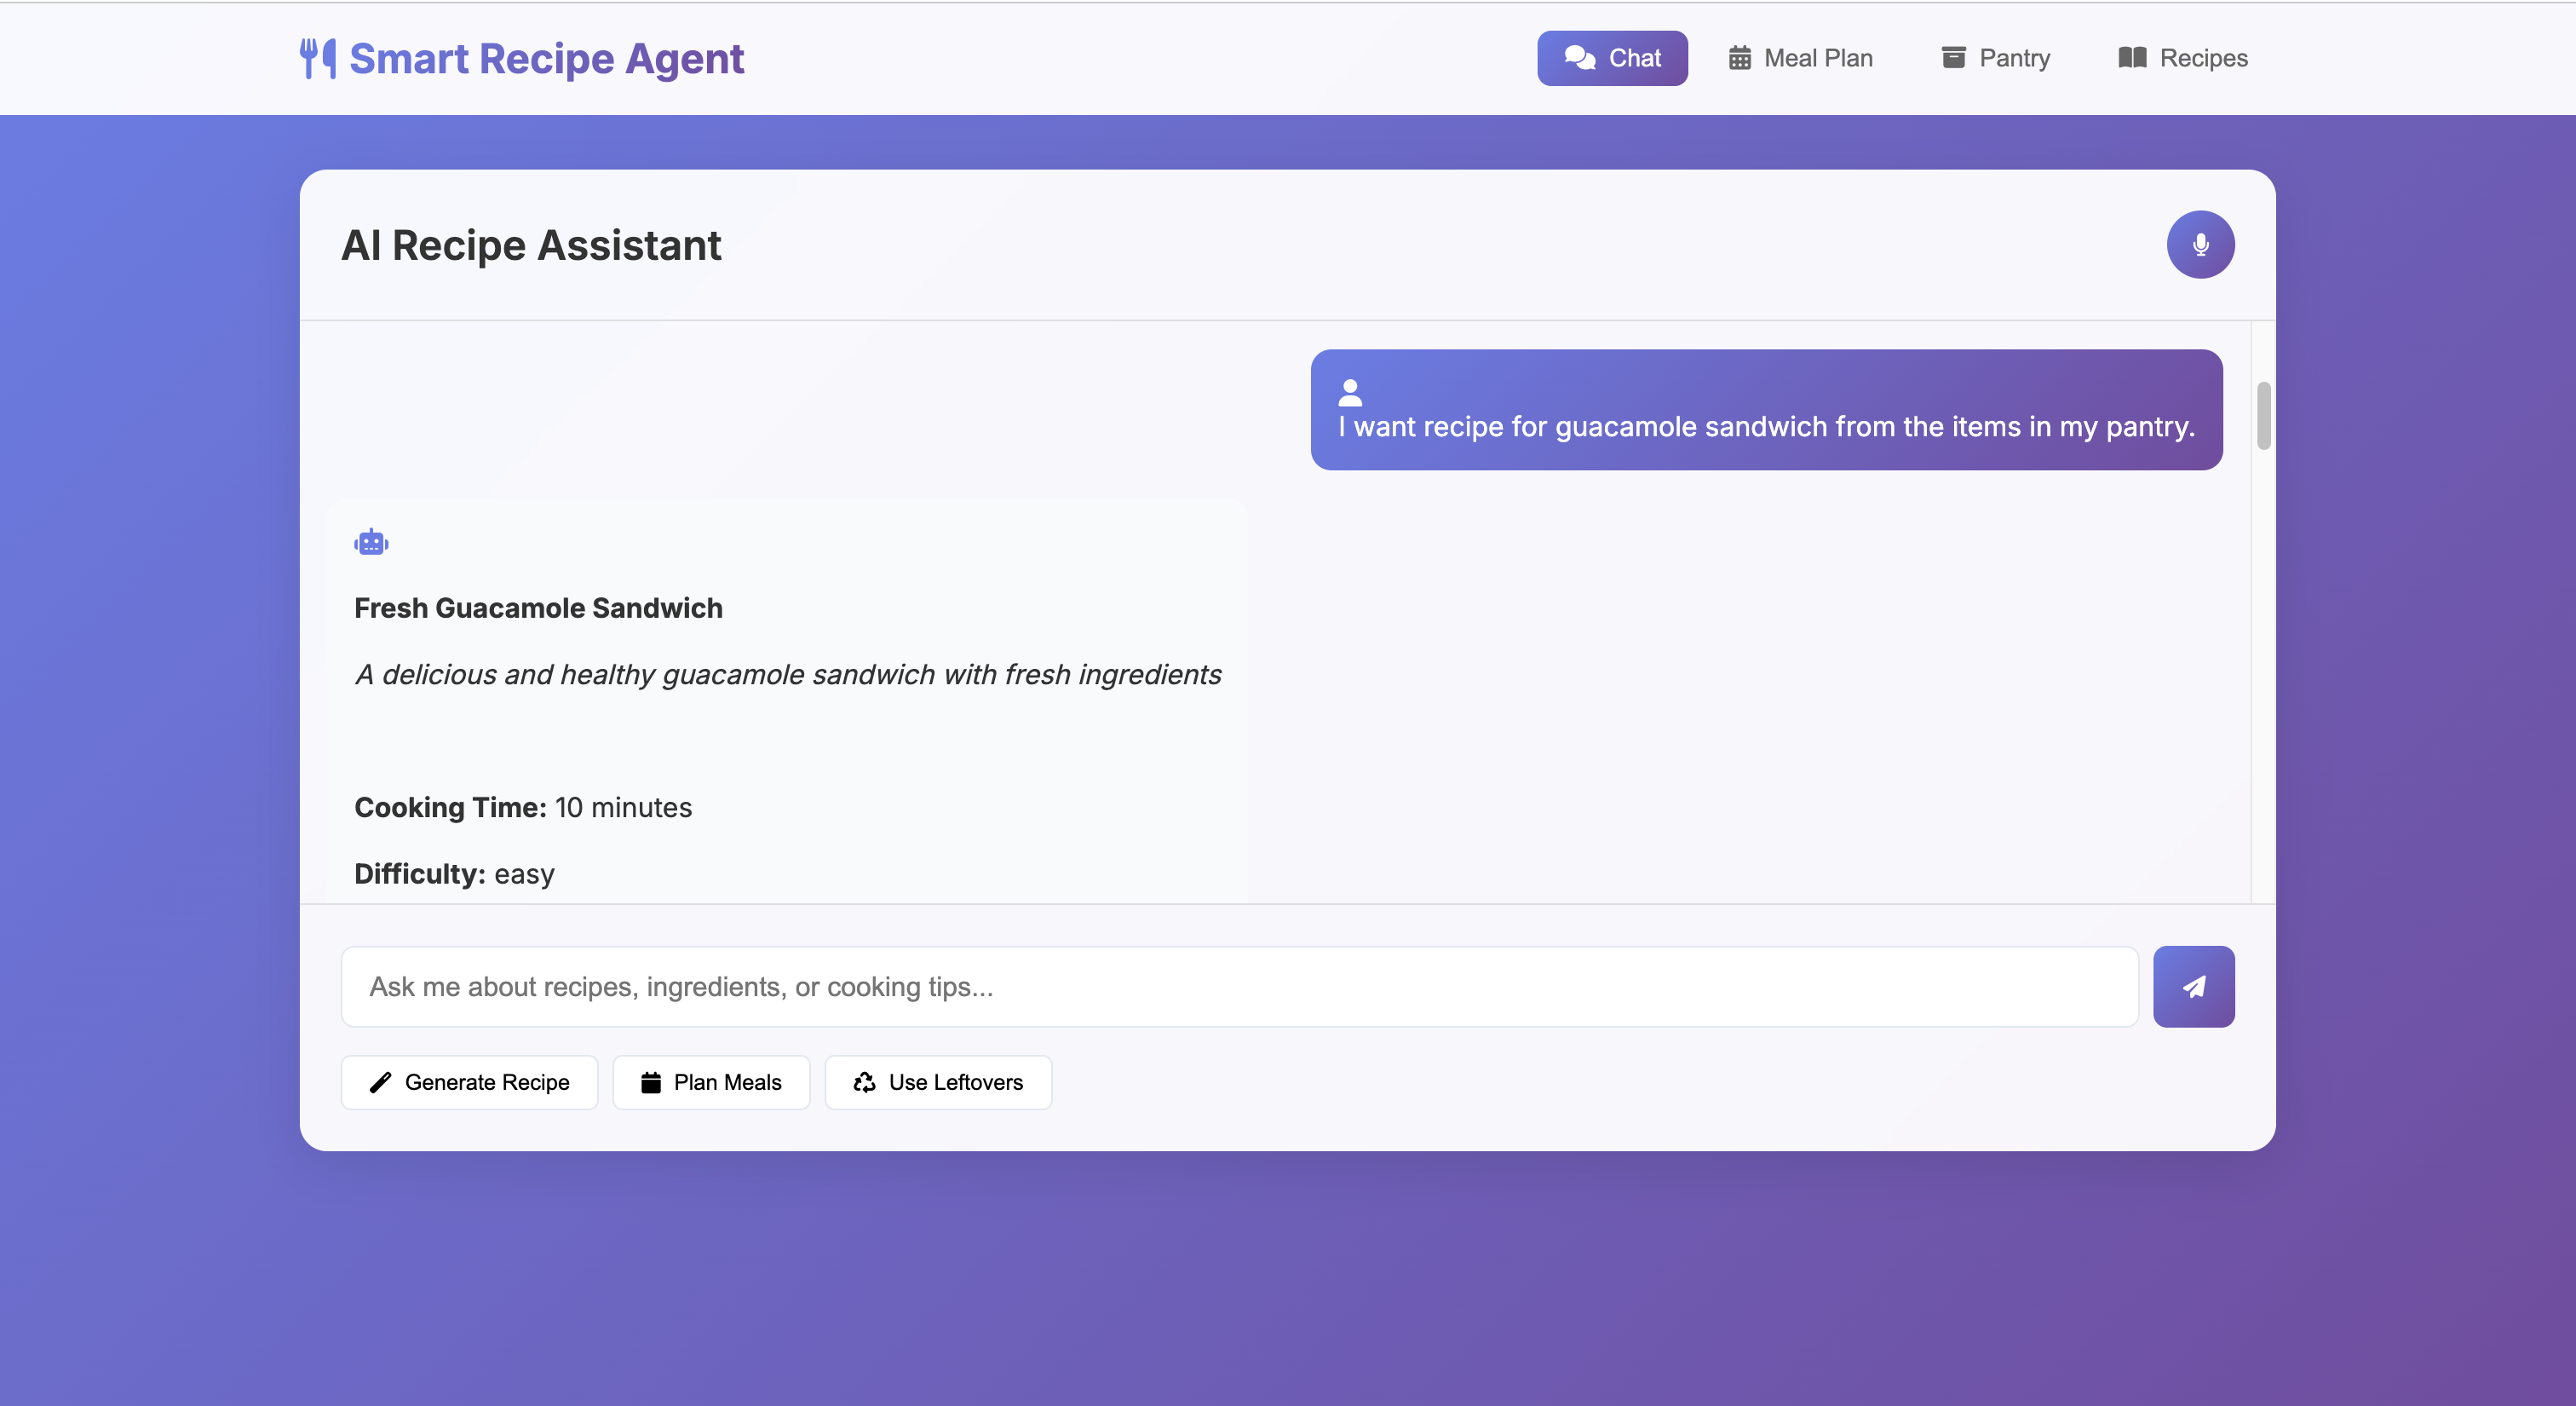 Smart Recipe Agent
Chat
Meal Plan
Pantry
Recipes
AI Recipe Assistant
I want recipe for guacamole sandwich from the items in my pantry.
Fresh Guacamole Sandwich
A delicious and healthy guacamole sandwich with fresh ingredients
Cooking Time: 10 minutes
Difficulty: easy
Ask me about recipes, ingredients, or cooking tips...
Generate Recipe
Plan Meals
Use Leftovers